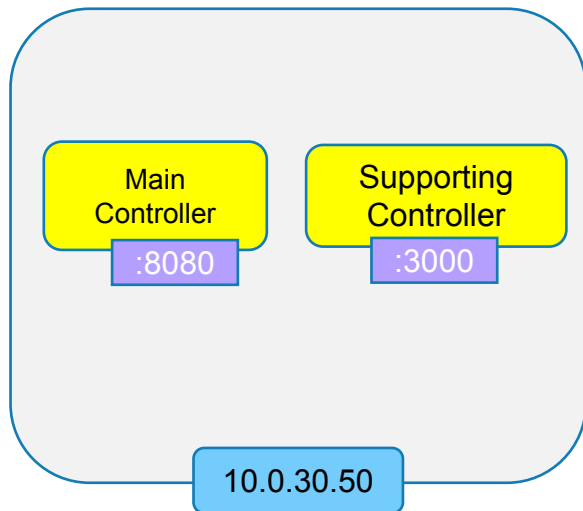 Main
Controller
:8080
Supporting
Controller
:3000
10.0.30.50